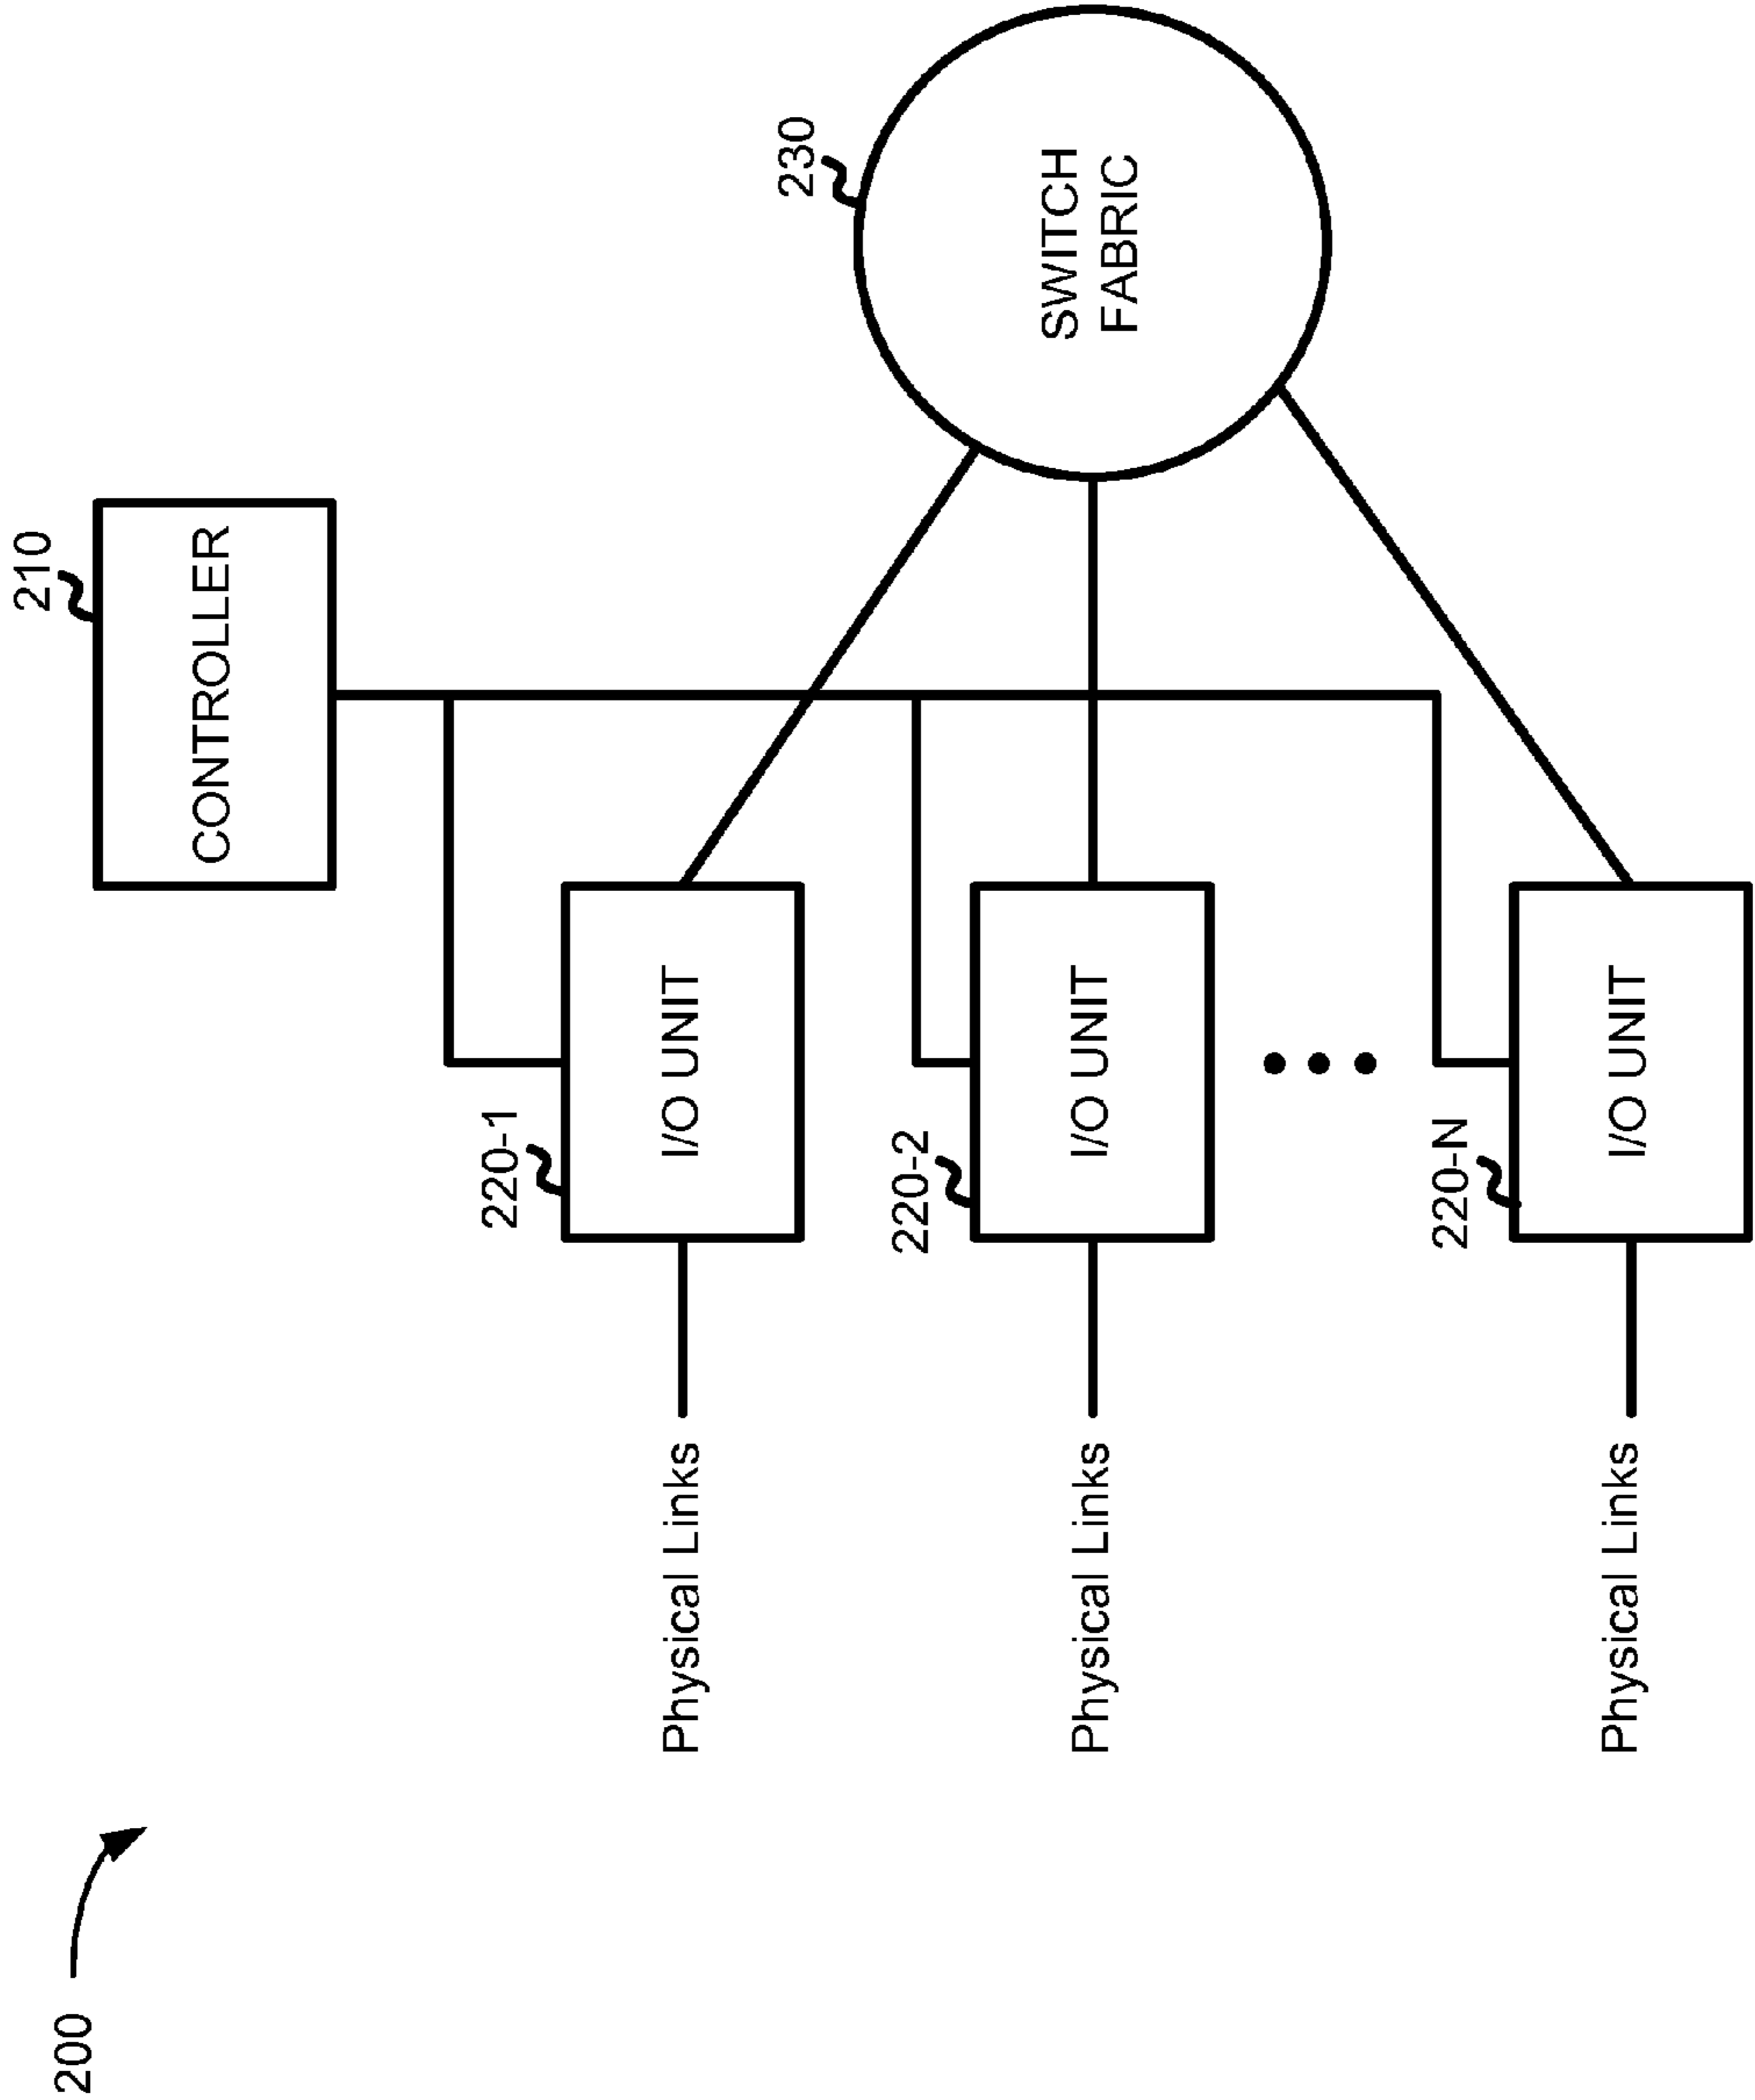 200
210
CONTROLLER
220-1
I/O UNIT
Physical Links
230
SWITCH
FABRIC
220-2
I/O UNIT
Physical Links
220-N
I/O UNIT
Physical Links